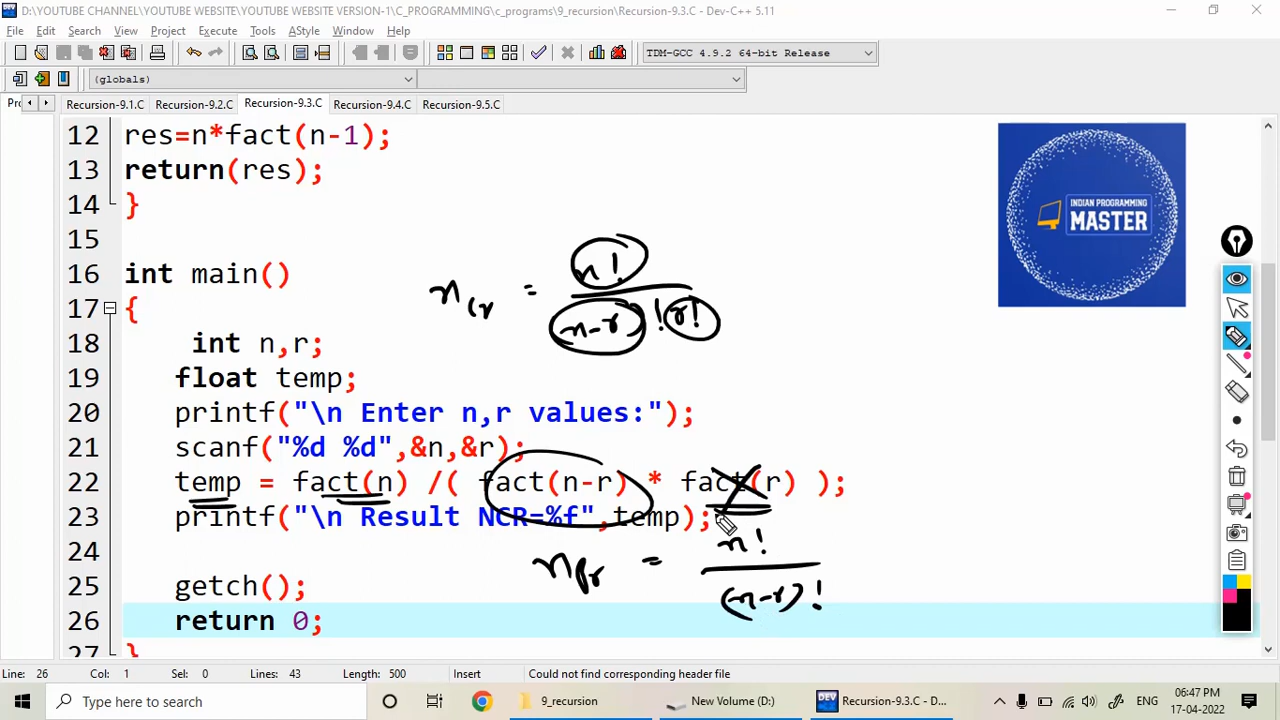 D:\YOUTUBE CHANNEL\YOUTUBE WEBSITE\YOUTUBE WEBSITE-VERSION-1\C_PROGRAMMING\c_programs\9_recursion\Recursion-9.3.C - Dev-C++ 5.11
File Edit Search View Project Execute Tools AStyle Window Help
TDM-GCC 4.9.2 64-bit Release
(globals)
Pr Recursion-9.1.C Recursion-9.2.C Recursion-9.3.C Recursion-9.4.C Recursion-9.5.C
12 res=n*fact(n-1);
13 return(res);
14 }
15
16 int main()
17 {
18 int n,r;
19 float temp;
20 printf("\n Enter n,r values:");
21 scanf("%d %d",&n,&r);
22 temp = fact(n) /( fact(n-r) * fact(r) );
23 printf("\n Result NCR=%f",temp);
24
25 getch();
26 return 0;
27 }
INDIAN PROGRAMMING
MASTER
n!
ncr =
(n-r)! r!
n!
npr =
(n-r)!
Line: 26 Col: 1 Sel: 0 Lines: 43 Length: 500 Insert Could not find corresponding header file
Type here to search
9_recursion
New Volume (D:)
Recursion-9.3.C - D...
ENG
06:47 PM
17-04-2022